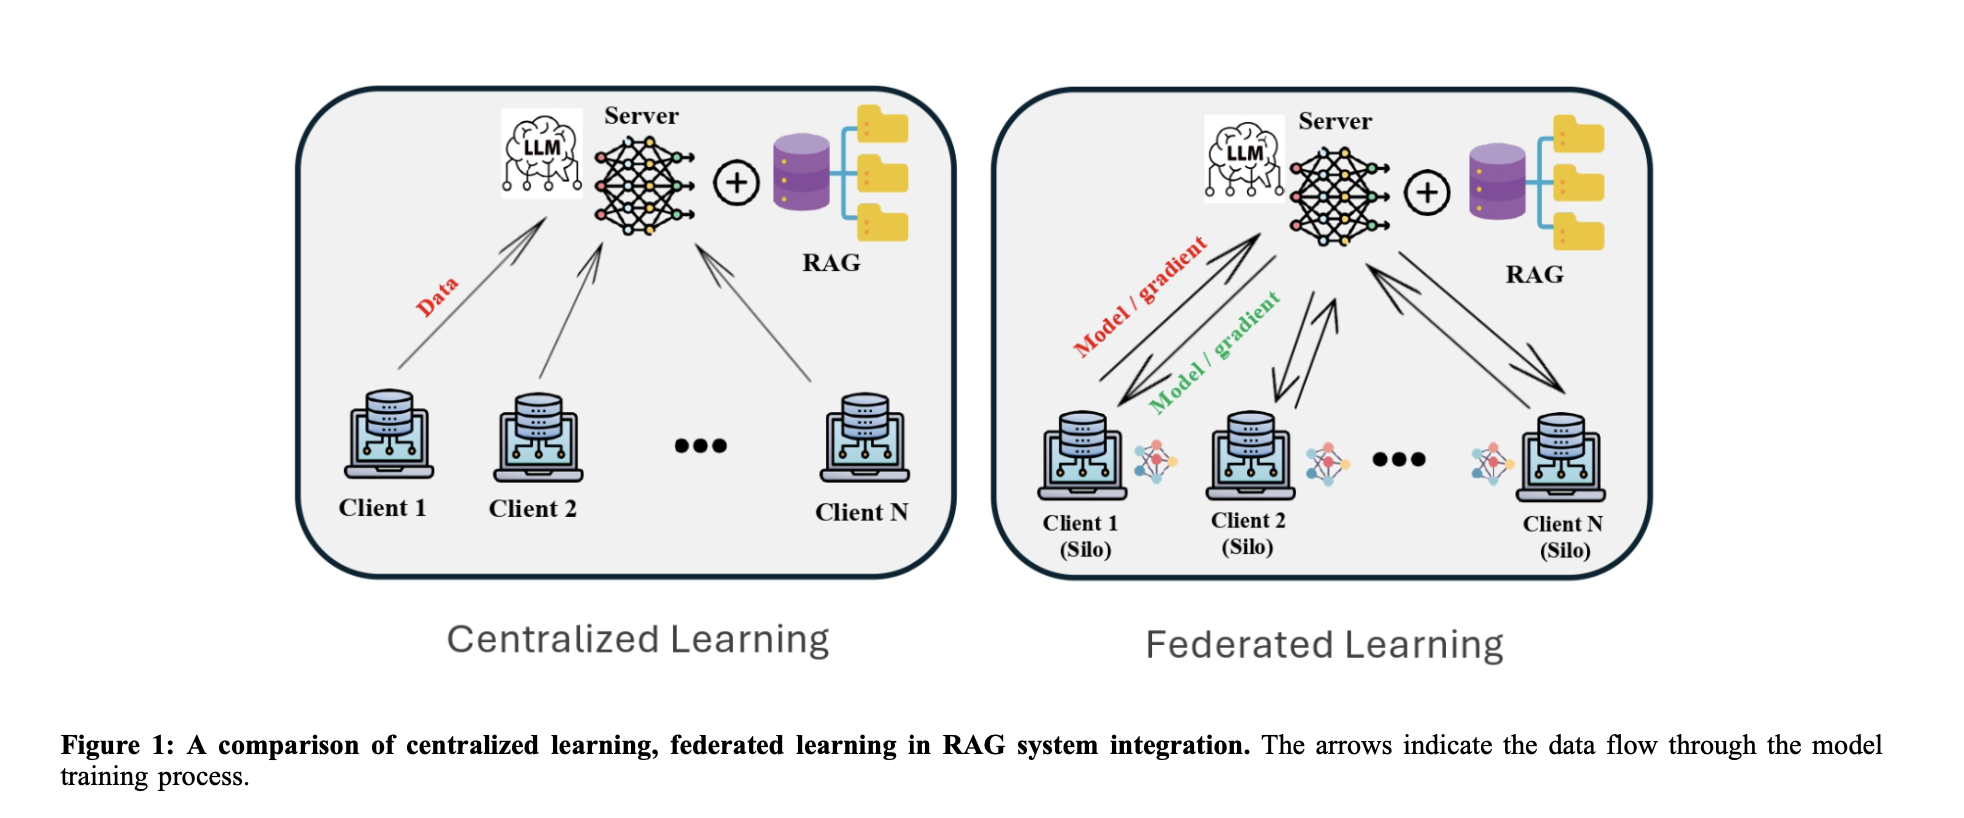 Server
LLM
RAG
Data
Client 1
Client 2
Client N
Centralized Learning
Server
LLM
RAG
Model / gradient
Model / gradient
Client 1
(Silo)
Client 2
(Silo)
Client N
(Silo)
Federated Learning
Figure 1: A comparison of centralized learning, federated learning in RAG system integration. The arrows indicate the data flow through the model
training process.